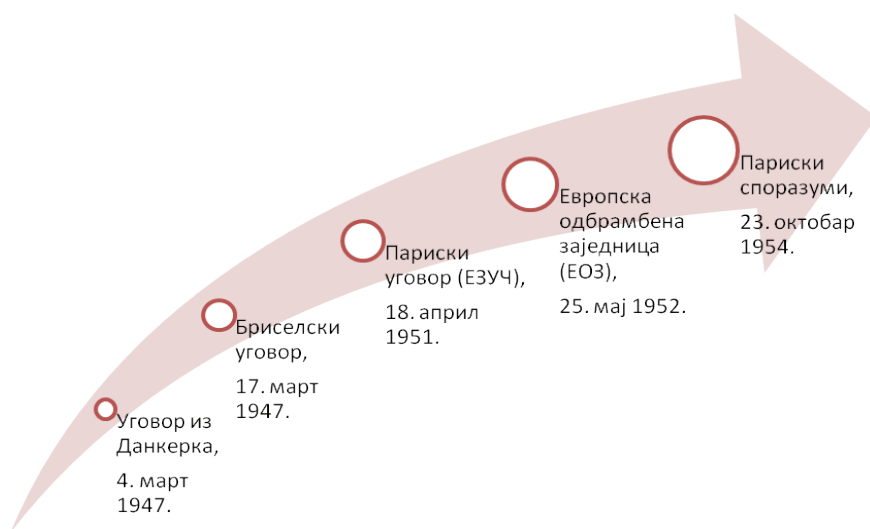 Уговор из
Данкерка,
4. март
1947.
Бриселски
уговор,
17. март
1947.
Париски
уговор (ЕЗУЧ),
18. април
1951.
Европска
одбрамбена
заједница
(ЕОЗ),
25. мај 1952.
Париски
споразуми,
23. октобар
1954.